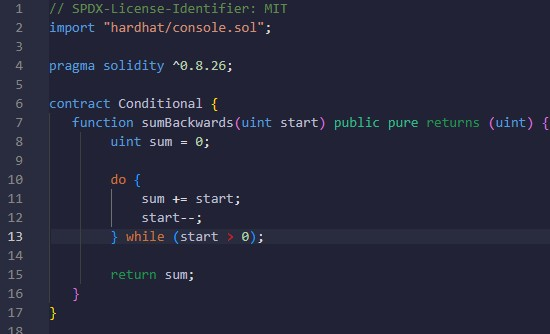 1 // SPDX-License-Identifier: MIT
2 import "hardhat/console.sol";
3
4 pragma solidity ^0.8.26;
5
6 contract Conditional {
7 function sumBackwards(uint start) public pure returns (uint) {
8 uint sum = 0;
9
10 do {
11 sum += start;
12 start--;
13 } while (start > 0);
14
15 return sum;
16 }
17 }
18